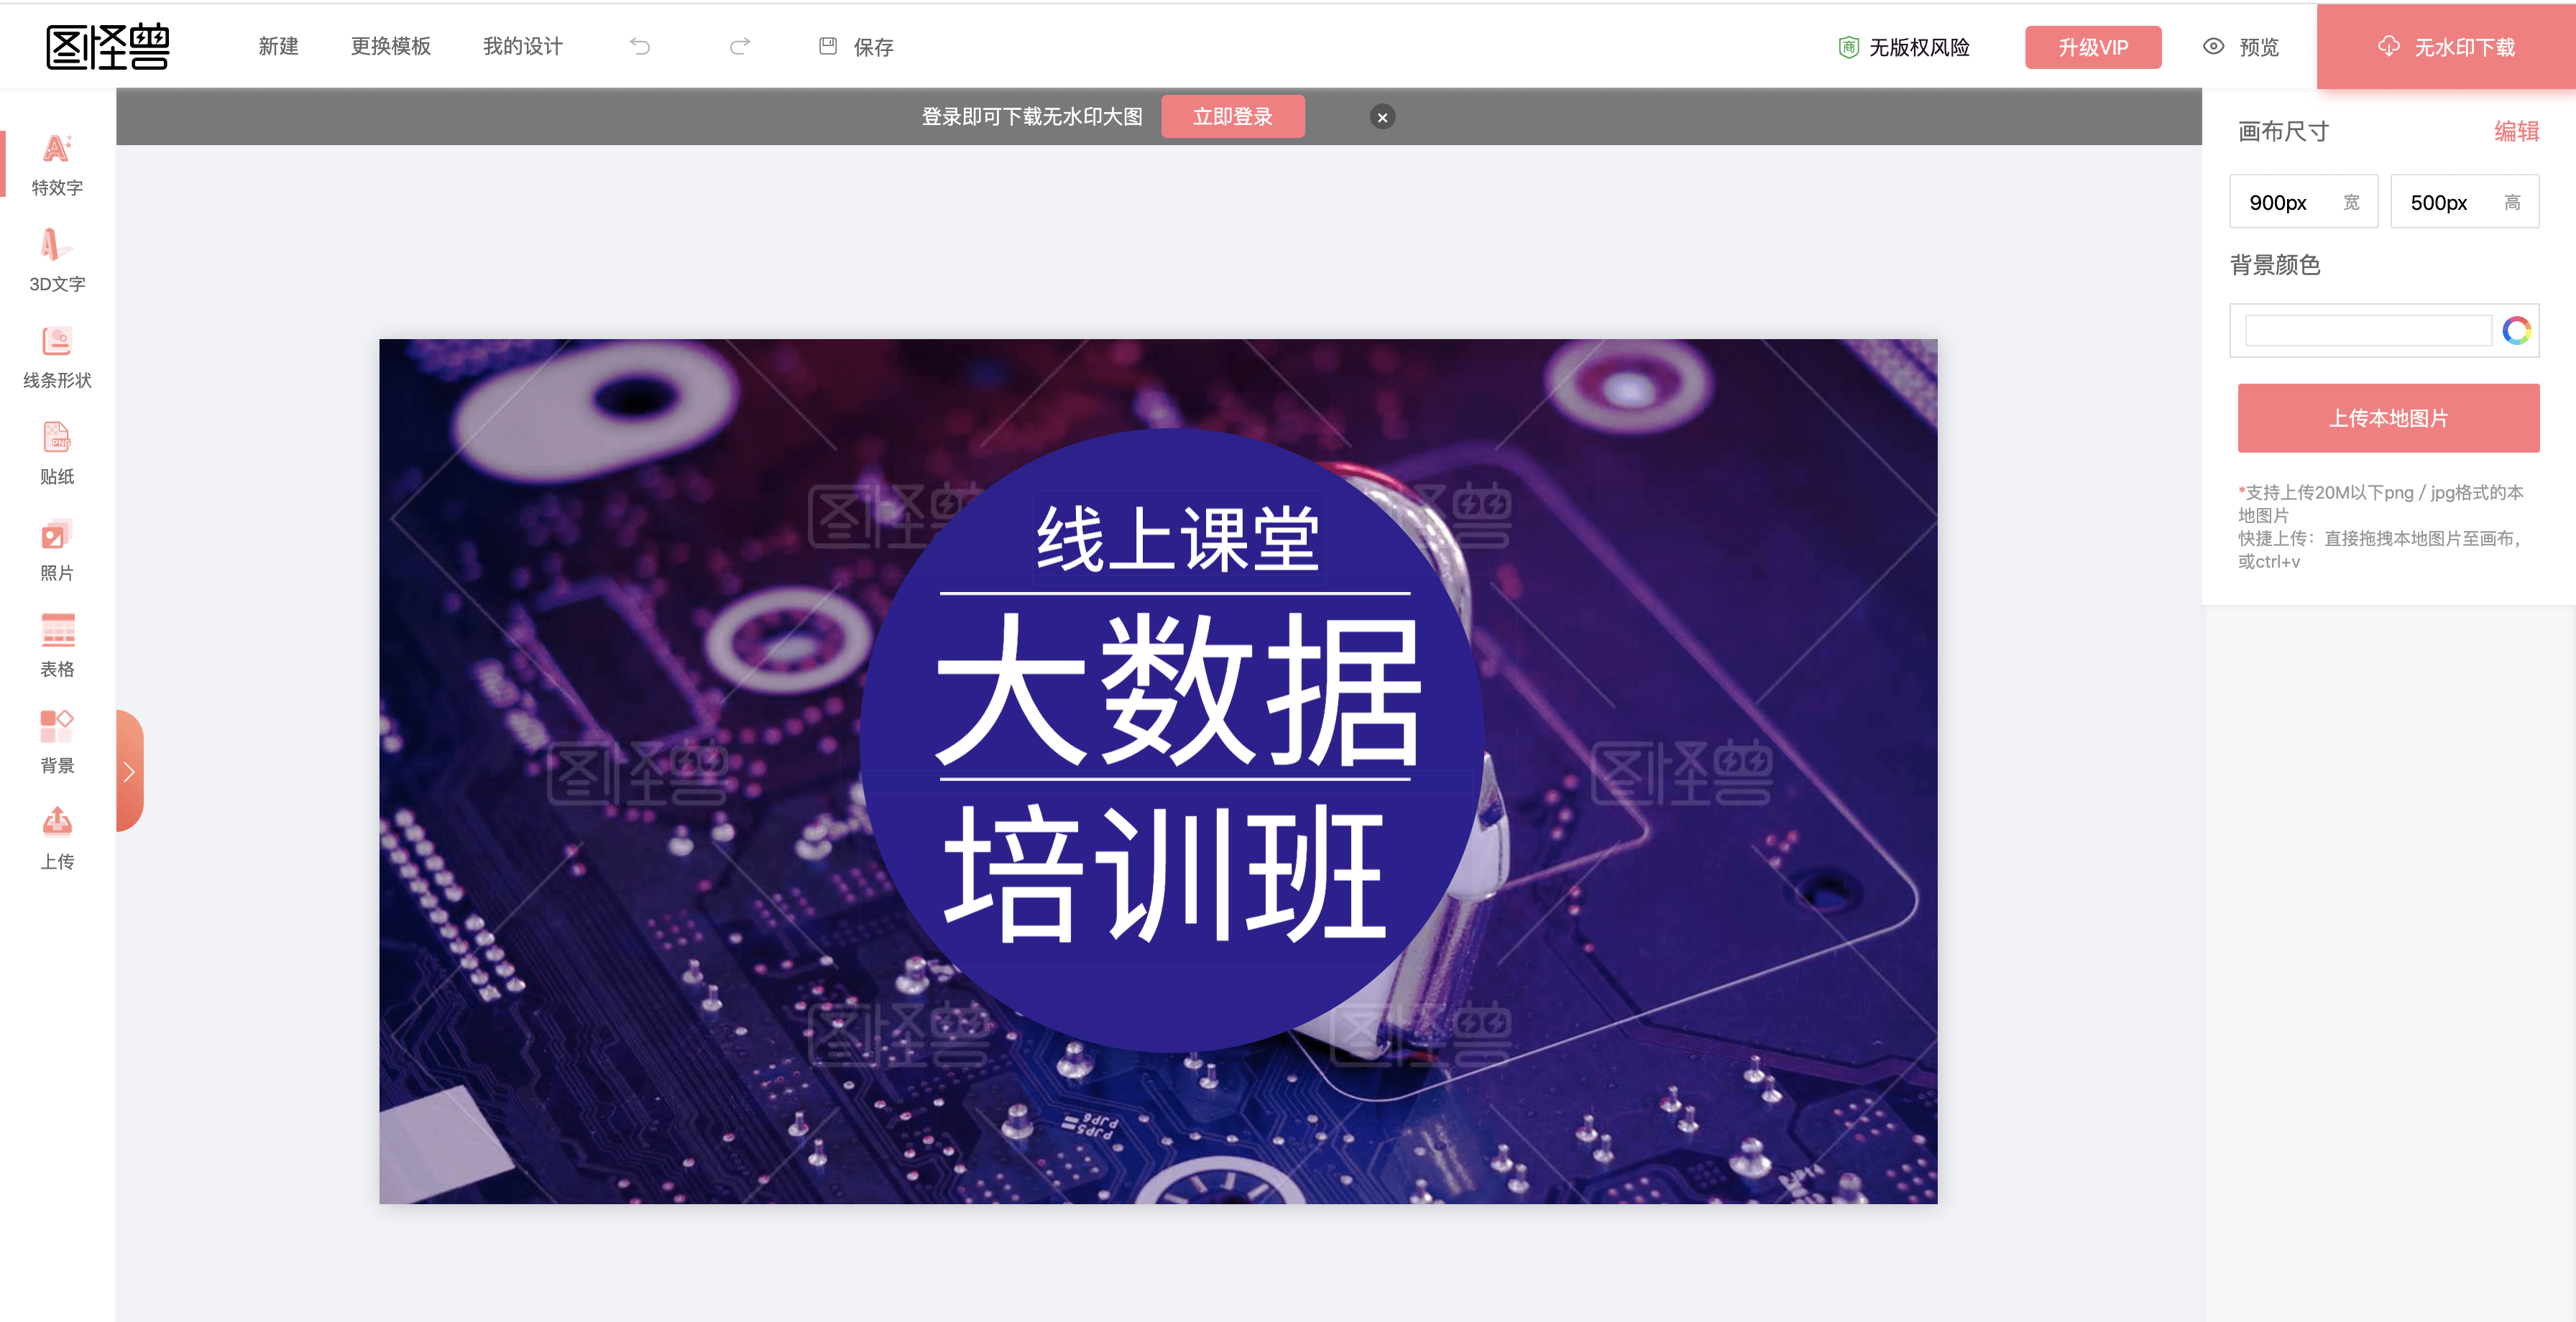 图怪兽
新建
更换模板
我的设计
保存
无版权风险
升级VIP
预览
无水印下载
登录即可下载无水印大图
立即登录
特效字
3D文字
线条形状
PNG
贴纸
照片
表格
背景
上传
图怪兽
图怪兽
线上课堂
大数据
培训班
图怪兽
图怪兽
图怪兽
图怪兽
PJP6
PJP5
画布尺寸
编辑
900px 宽
500px 高
背景颜色
上传本地图片
*支持上传20M以下png / jpg格式的本
地图片
快捷上传：直接拖拽本地图片至画布，
或ctrl+v